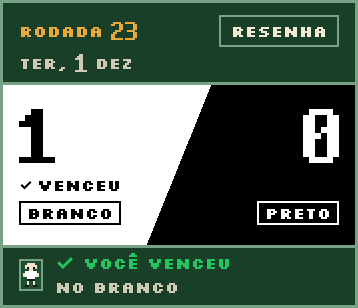 RODADA 23
RESENHA
TER, 1 DEZ
1
0
✓ VENCEU
BRANCO
PRETO
✓ VOCÊ VENCEU
NO BRANCO